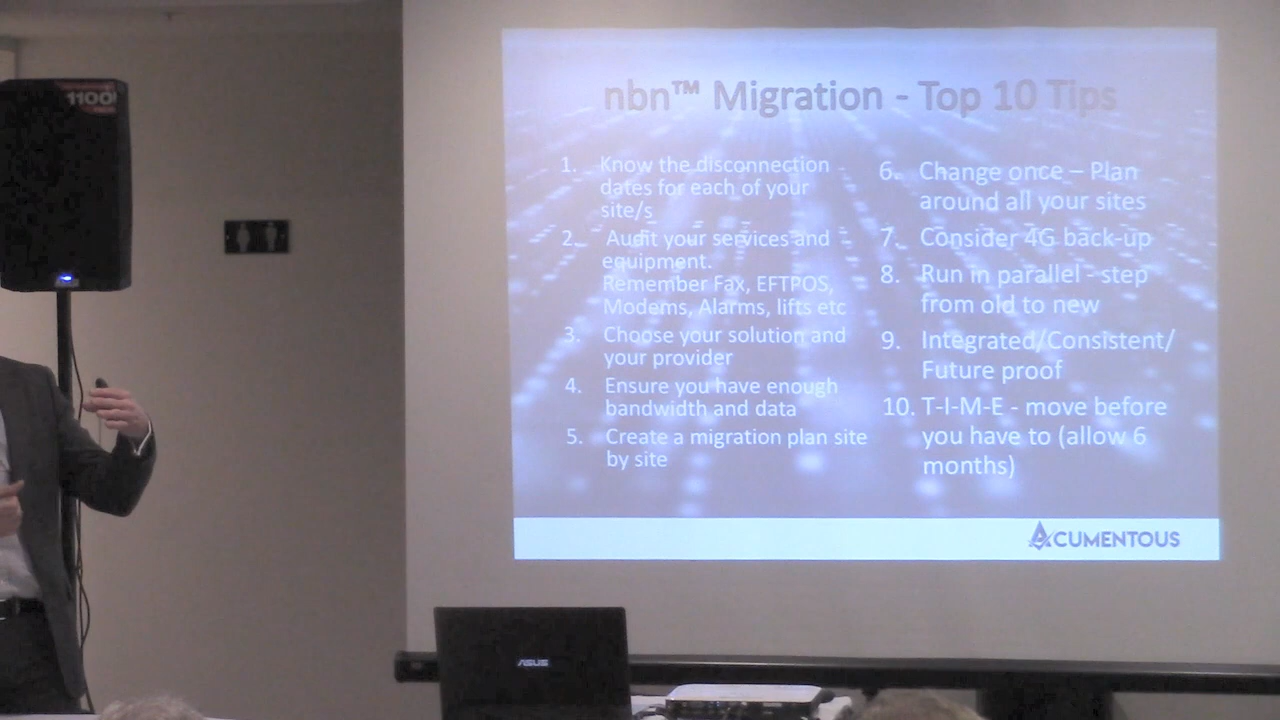 1100
nbn™ Migration - Top 10 Tips
1. Know the disconnection
dates for each of your
site/s
2. Audit your services and
equipment.
Remember Fax, EFTPOS,
Modems, Alarms, lifts etc
3. Choose your solution and
your provider
4. Ensure you have enough
bandwidth and data
5. Create a migration plan site
by site
6. Change once – Plan
around all your sites
7. Consider 4G back-up
8. Run in parallel - step
from old to new
9. Integrated/Consistent/
Future proof
10. T-I-M-E - move before
you have to (allow 6
months)
ACUMENTOUS
ASUS